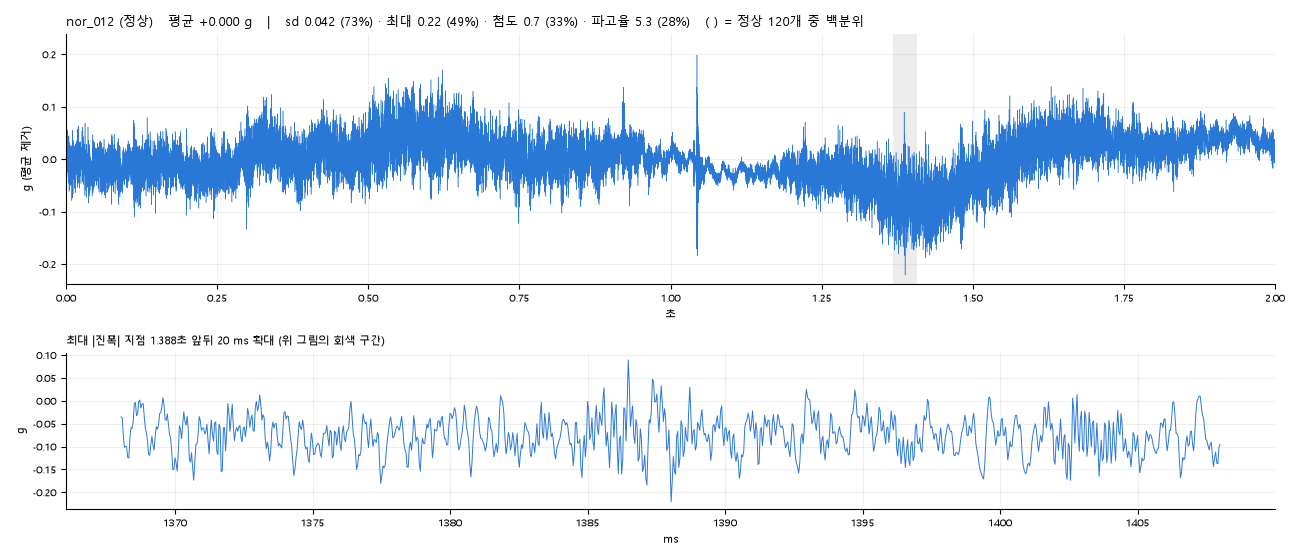 nor_012 (정상) 평균 +0.000 g | sd 0.042 (73%) · 최대 0.22 (49%) · 첨도 0.7 (33%) · 파고율 5.3 (28%) ( ) = 정상 120개 중 백분위
g (평균 제거)
0.2
0.1
0.0
-0.1
-0.2
0.00 0.25 0.50 0.75 1.00 1.25 1.50 1.75 2.00
초
최대 |진폭| 지점 1.388초 앞뒤 20 ms 확대 (위 그림의 회색 구간)
g
0.10
0.05
0.00
-0.05
-0.10
-0.15
-0.20
1370 1375 1380 1385 1390 1395 1400 1405
ms